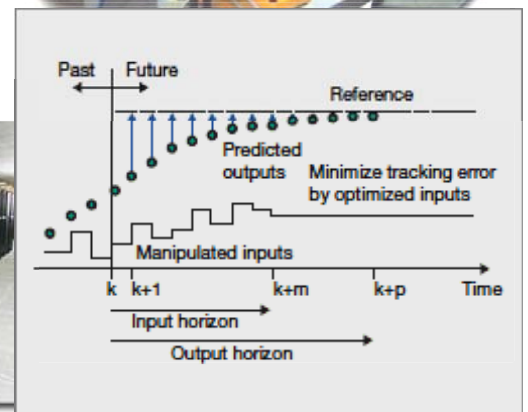 Past Future
Reference
Predicted
outputs
Minimize tracking error
by optimized inputs
Manipulated inputs
k k+1 k+m k+p Time
Input horizon
Output horizon